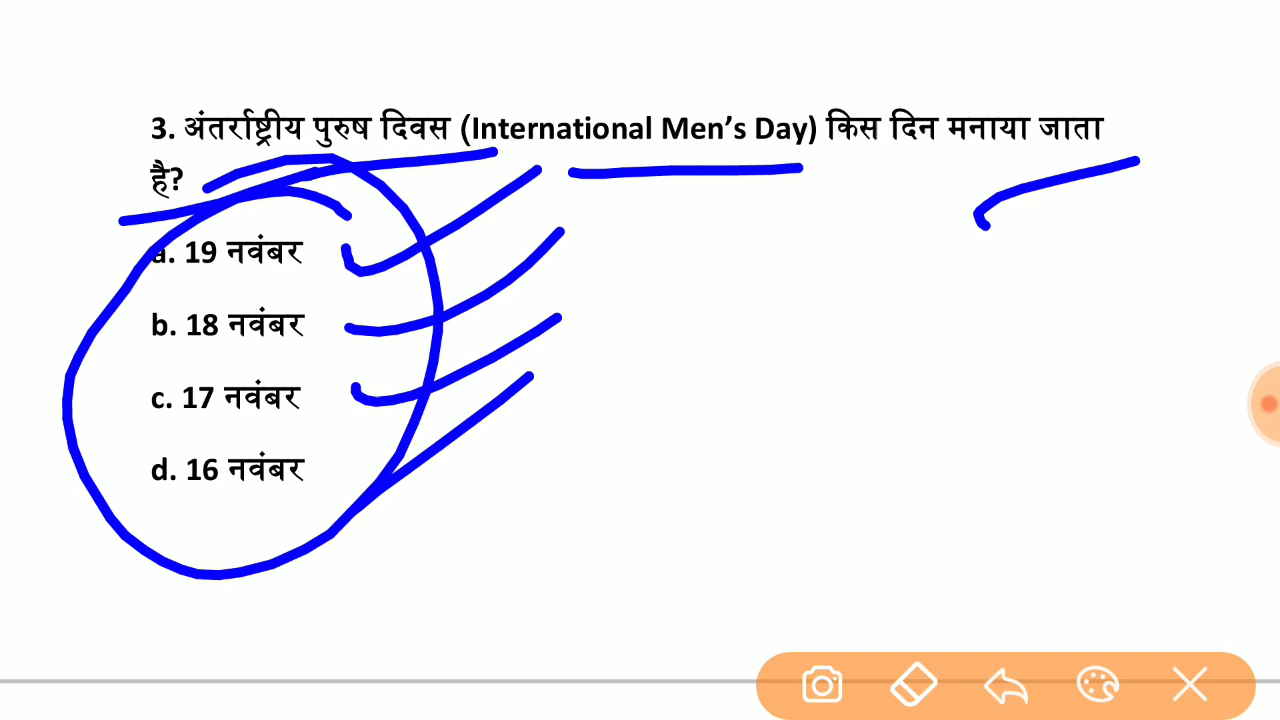 3. अंतर्राष्ट्रीय पुरुष दिवस (International Men’s Day) किस दिन मनाया जाता
है?
a. 19 नवंबर
b. 18 नवंबर
c. 17 नवंबर
d. 16 नवंबर